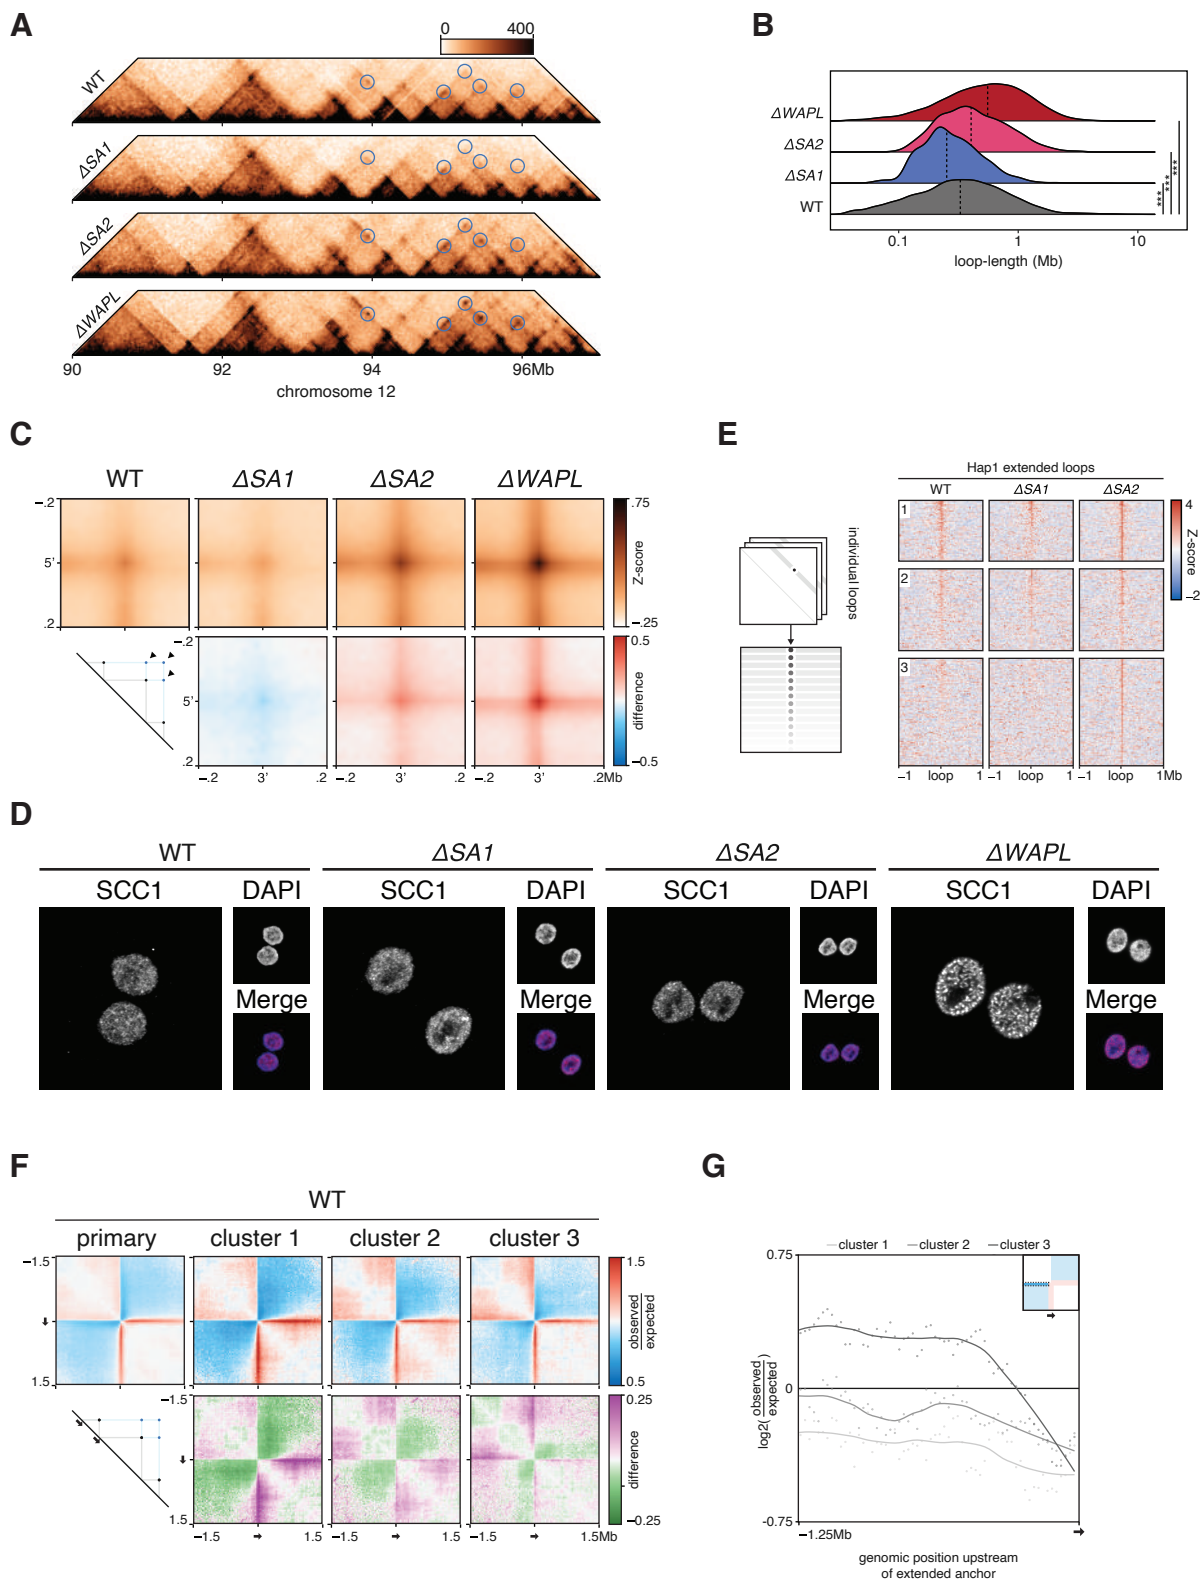 A
0 400
WT
ΔSA1
ΔSA2
ΔWAPL
90 92 94 96Mb
chromosome 12
B
ΔWAPL
ΔSA2
ΔSA1
WT
***
***
***
0.1 1 10
loop-length (Mb)
C
WT ΔSA1 ΔSA2 ΔWAPL
−.2
5'
.2
.75
Z-score
−.25
−.2
5'
.2
0.5
difference
−0.5
−.2 3' .2 −.2 3' .2 −.2 3' .2Mb
E
Hap1 extended loops
WT ΔSA1 ΔSA2
individual loops
1
2
3
4
Z-score
−2
−1 loop 1 −1 loop 1 −1 loop 1Mb
D
WT ΔSA1 ΔSA2 ΔWAPL
SCC1 DAPI SCC1 DAPI SCC1 DAPI SCC1 DAPI
Merge Merge Merge Merge
F
WT
primary cluster 1 cluster 2 cluster 3
−1.5
1.5
1.5
observed
expected
0.5
−1.5
1.5
0.25
difference
−0.25
−1.5 1.5 −1.5 1.5 −1.5 1.5Mb
G
cluster 1 cluster 2 cluster 3
0.75
0
-0.75
log2(observed/expected)
−1.25Mb
genomic position upstream
of extended anchor